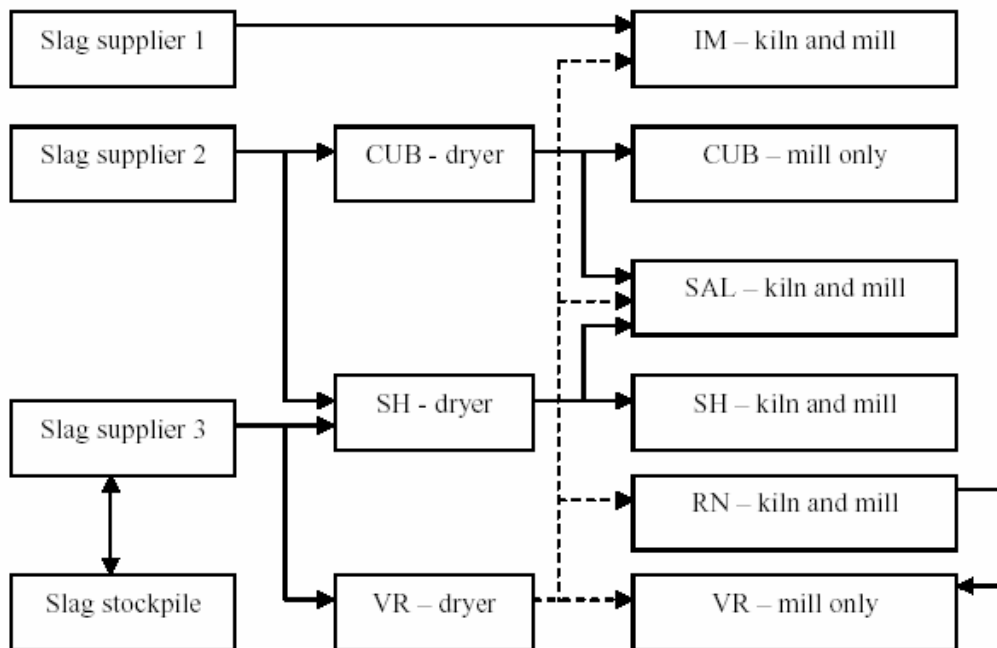 Slag supplier 1
IM – kiln and mill
Slag supplier 2
CUB - dryer
CUB – mill only
SAL – kiln and mill
Slag supplier 3
SH - dryer
SH – kiln and mill
RN – kiln and mill
Slag stockpile
VR – dryer
VR – mill only